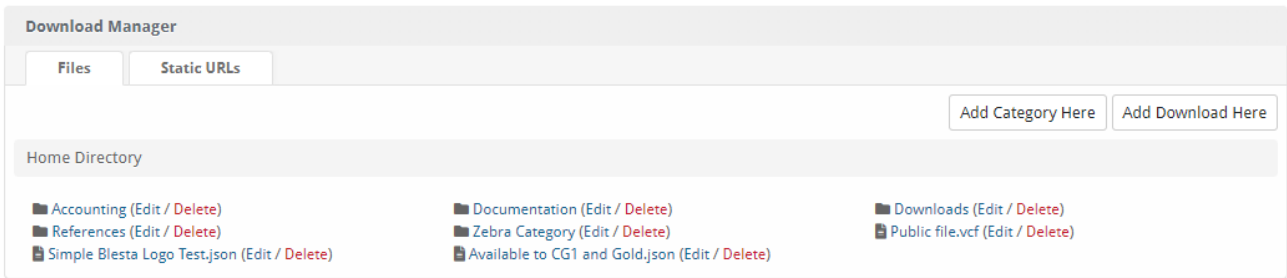 Download Manager
Files Static URLs
Add Category Here Add Download Here
Home Directory
Accounting (Edit / Delete) Documentation (Edit / Delete) Downloads (Edit / Delete)
References (Edit / Delete) Zebra Category (Edit / Delete) Public file.vcf (Edit / Delete)
Simple Blesta Logo Test.json (Edit / Delete) Available to CG1 and Gold.json (Edit / Delete)